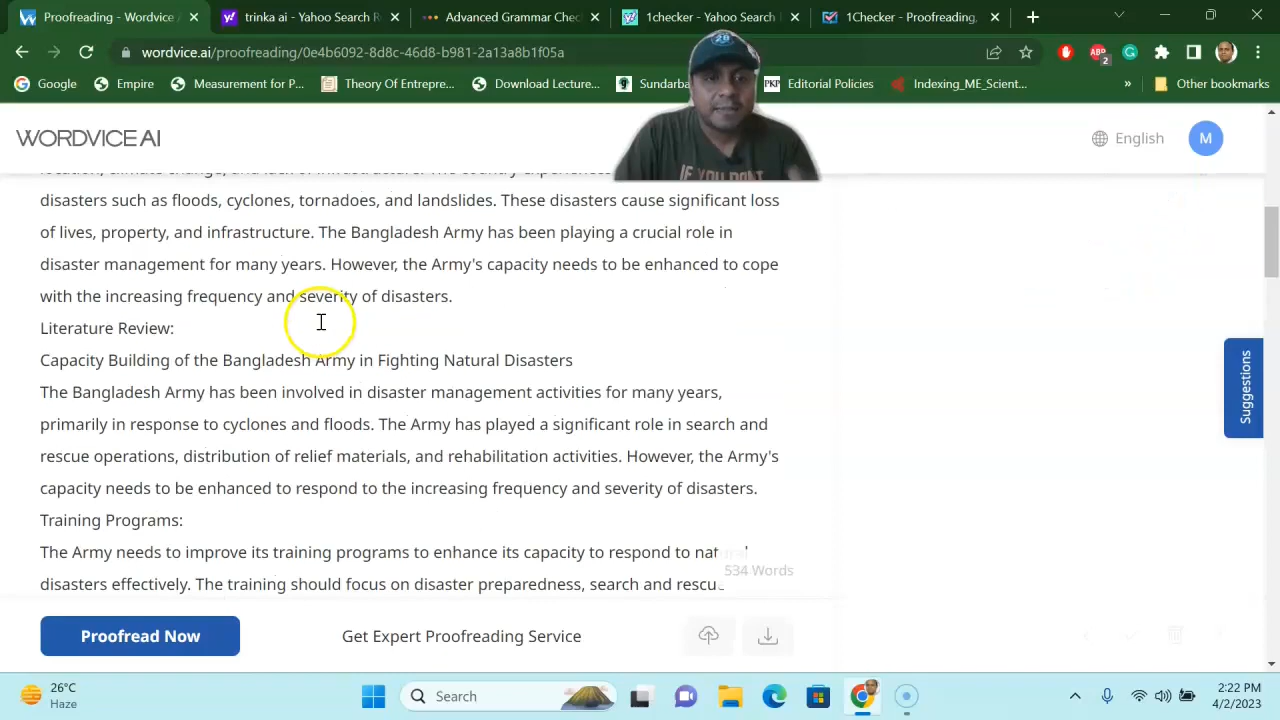 Proofreading - Wordvice
trinka ai - Yahoo Search R
Advanced Grammar Chec
1checker - Yahoo Search
1Checker - Proofreading,
wordvice.ai/proofreading/0e4b6092-8d8c-46d8-b981-2a13a8b1f05a
Google
Empire
Measurement for P...
Theory Of Entrepre...
Download Lecture...
Sundarba
PKP
Editorial Policies
Indexing_ME_Scient...
»
Other bookmarks
WORDVICE AI
English
M
IF YOU DON'T
disasters such as floods, cyclones, tornadoes, and landslides. These disasters cause significant loss
of lives, property, and infrastructure. The Bangladesh Army has been playing a crucial role in
disaster management for many years. However, the Army's capacity needs to be enhanced to cope
with the increasing frequency and severity of disasters.
Literature Review:
Capacity Building of the Bangladesh Army in Fighting Natural Disasters
The Bangladesh Army has been involved in disaster management activities for many years,
primarily in response to cyclones and floods. The Army has played a significant role in search and
rescue operations, distribution of relief materials, and rehabilitation activities. However, the Army's
capacity needs to be enhanced to respond to the increasing frequency and severity of disasters.
Training Programs:
The Army needs to improve its training programs to enhance its capacity to respond to natural
disasters effectively. The training should focus on disaster preparedness, search and rescue
534 Words
Suggestions
Proofread Now
Get Expert Proofreading Service
26°C
Haze
Search
2:22 PM
4/2/2023